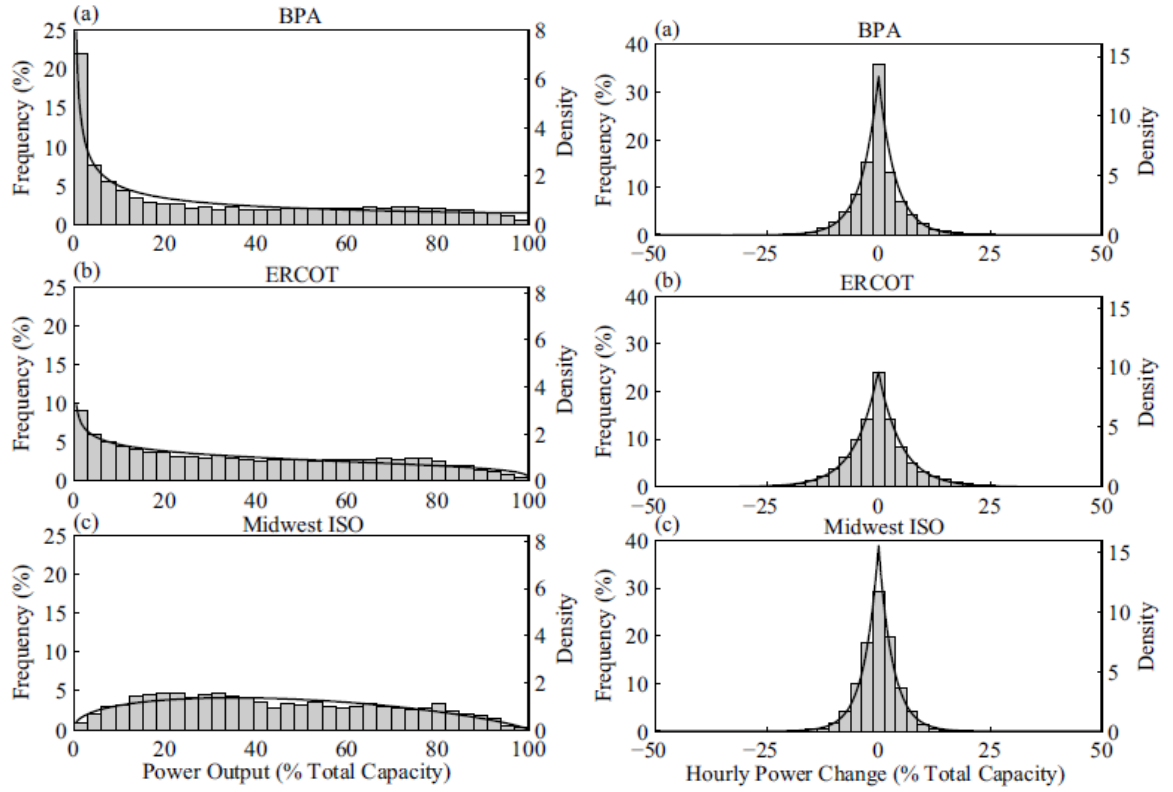 (a)
BPA
25
20
15
10
5
0
Frequency (%)
8
6
4
2
0
Density
0 20 40 60 80 100
(b)
ERCOT
25
20
15
10
5
0
Frequency (%)
8
6
4
2
0
Density
0 20 40 60 80 100
(c)
Midwest ISO
25
20
15
10
5
0
Frequency (%)
8
6
4
2
0
Density
0 20 40 60 80 100
Power Output (% Total Capacity)
(a)
BPA
40
30
20
10
0
Frequency (%)
15
10
5
0
Density
−50 −25 0 25 50
(b)
ERCOT
40
30
20
10
0
Frequency (%)
15
10
5
0
Density
−50 −25 0 25 50
(c)
Midwest ISO
40
30
20
10
0
Frequency (%)
15
10
5
0
Density
−50 −25 0 25 50
Hourly Power Change (% Total Capacity)